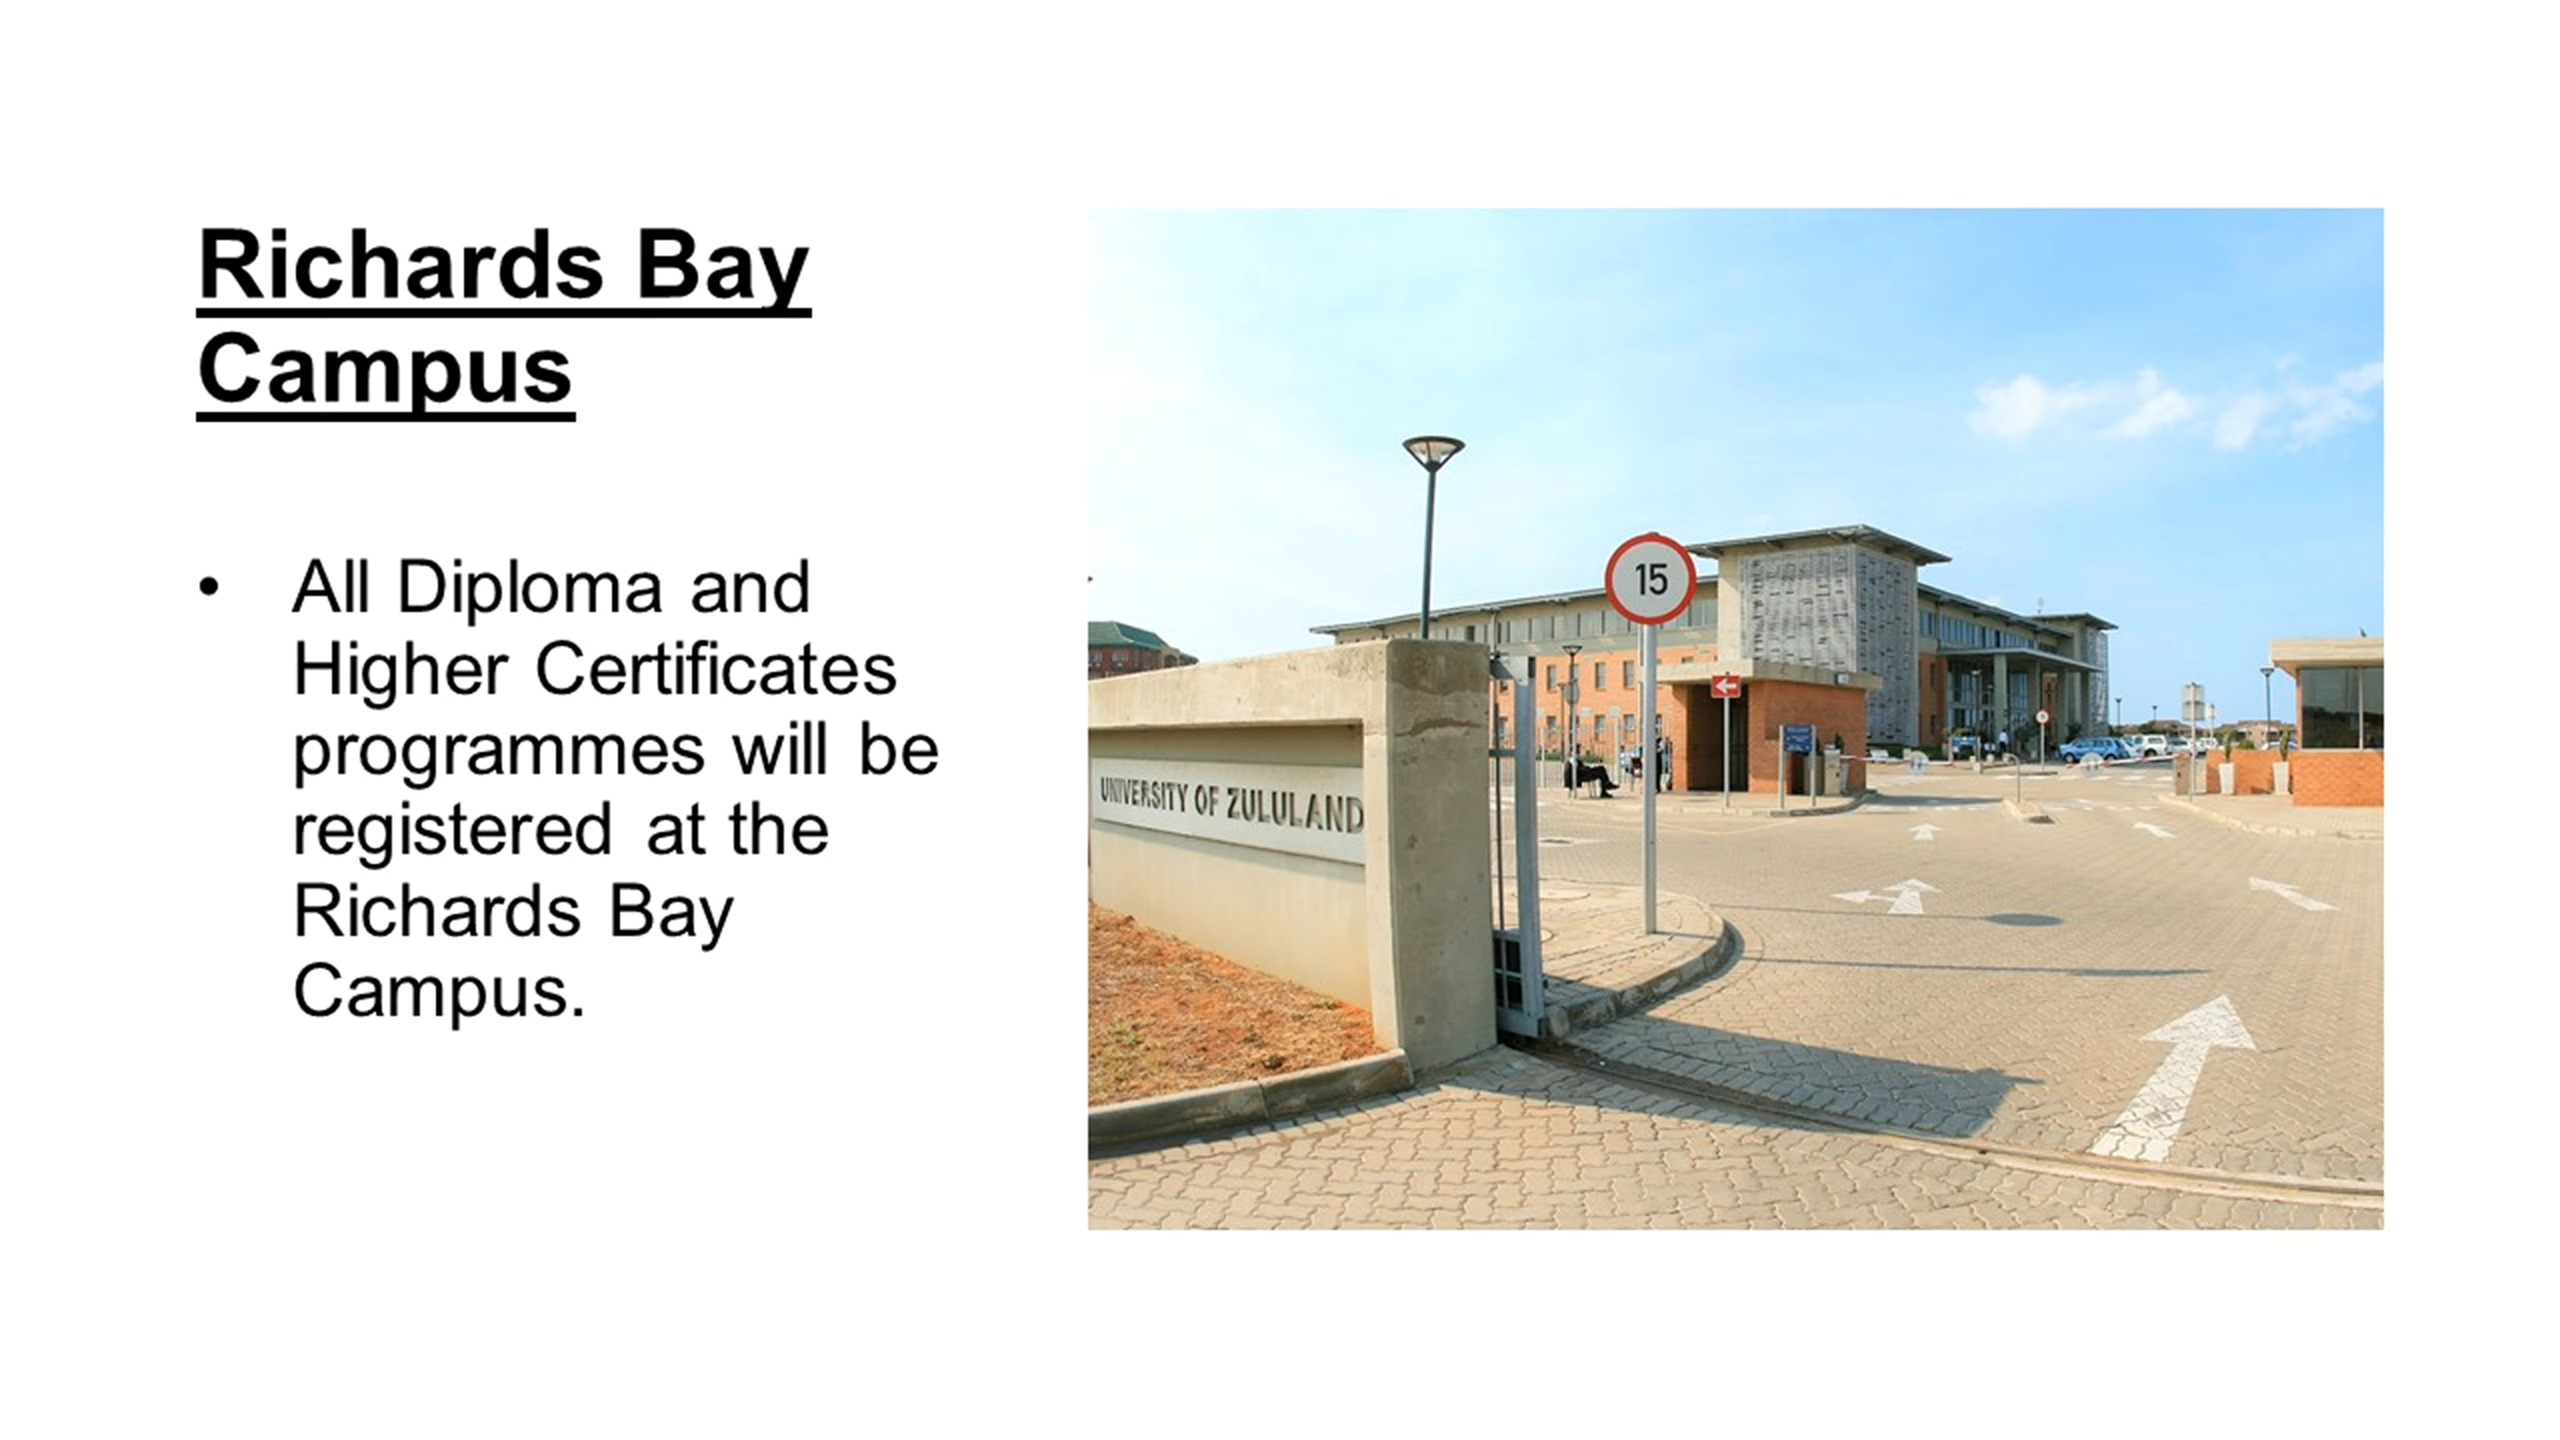 Richards Bay
Campus
• All Diploma and
Higher Certificates
programmes will be
registered at the
Richards Bay
Campus.
15
UNIVERSITY OF ZULULAND